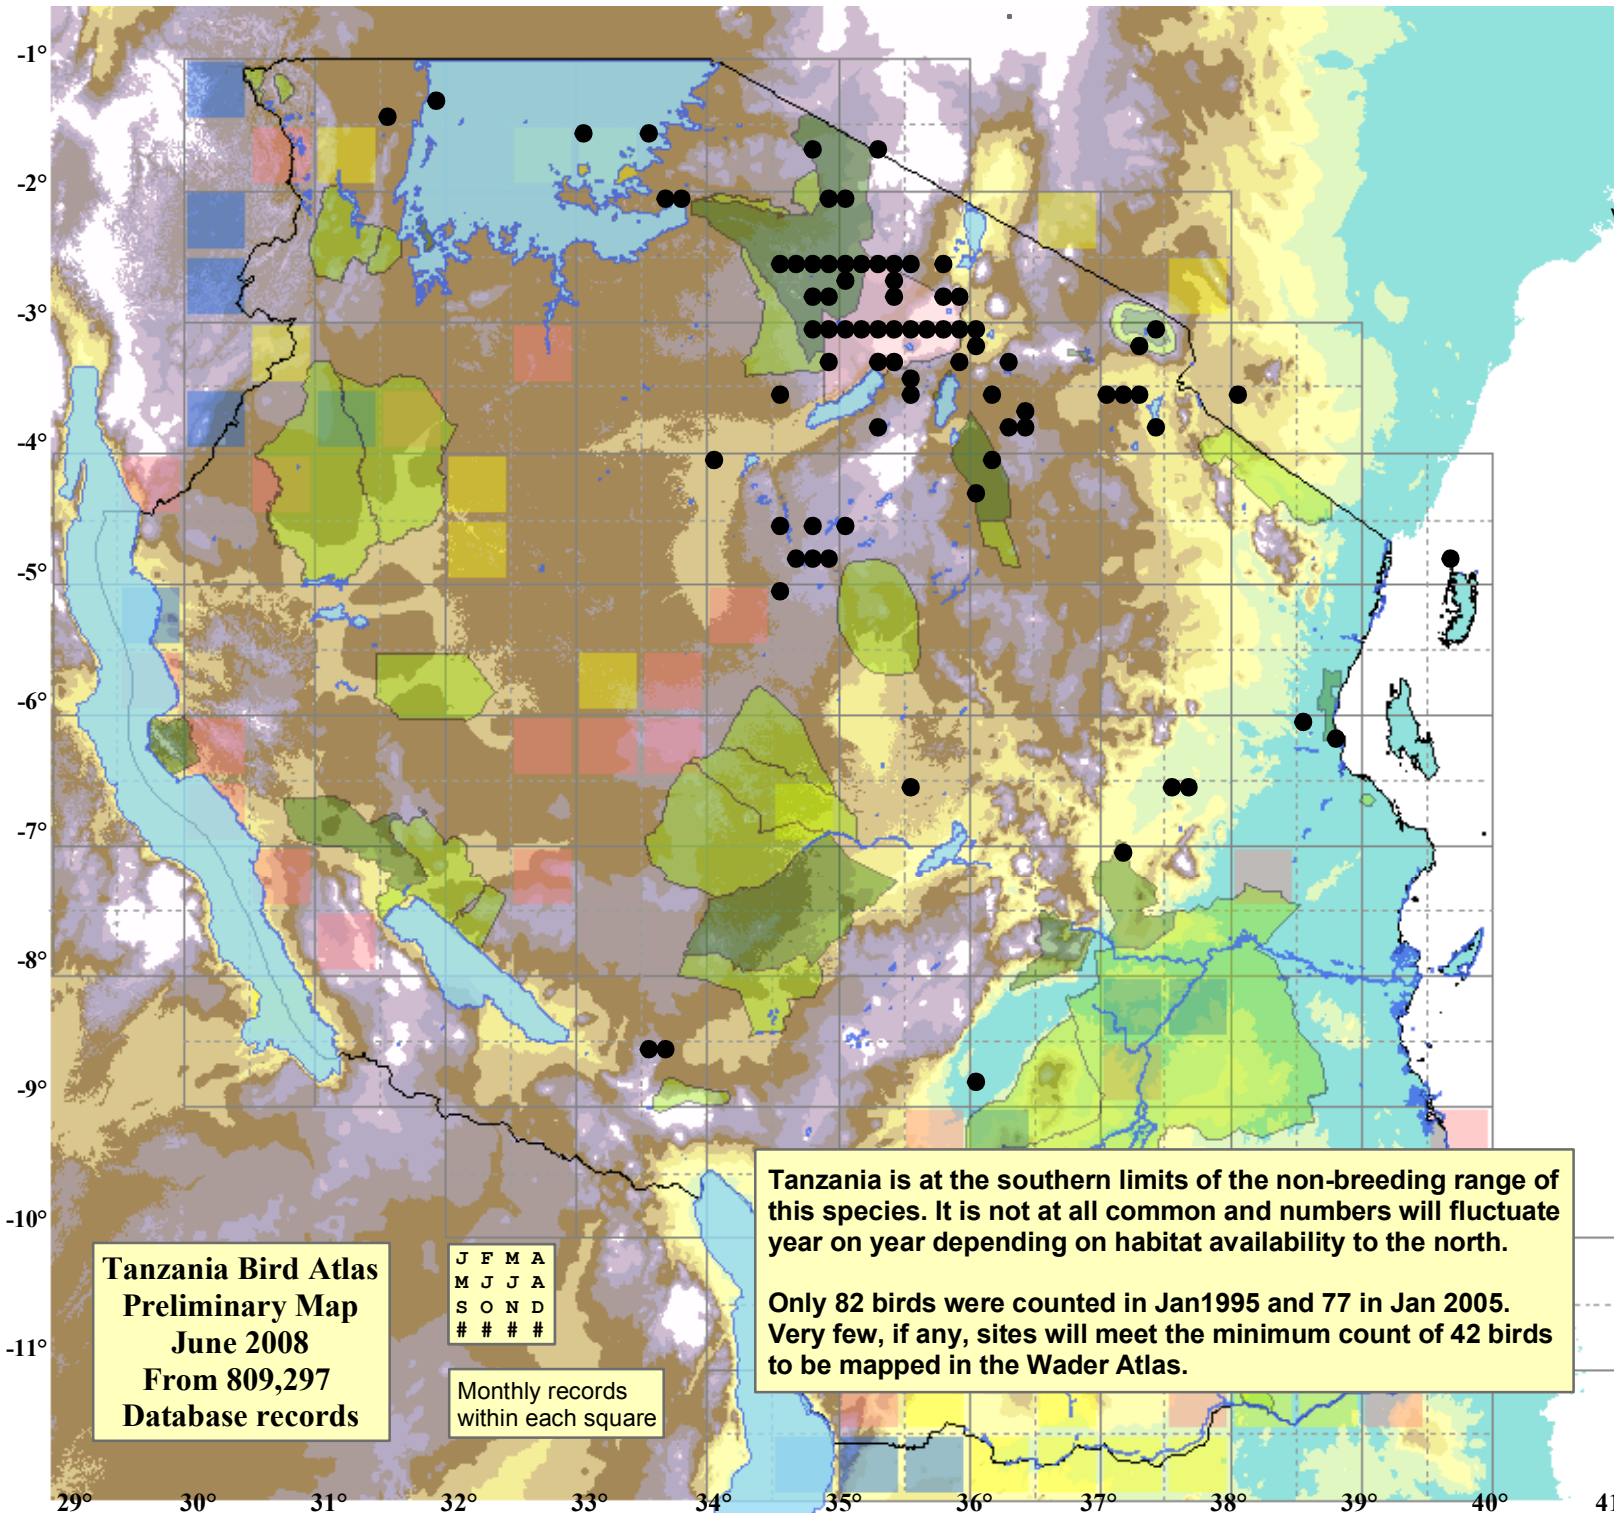 -1°
-2°
-3°
-4°
-5°
-6°
-7°
-8°
-9°
-10°
-11°
Tanzania is at the southern limits of the non-breeding range of
this species. It is not at all common and numbers will fluctuate
year on year depending on habitat availability to the north.
Only 82 birds were counted in Jan1995 and 77 in Jan 2005.
Very few, if any, sites will meet the minimum count of 42 birds
to be mapped in the Wader Atlas.
Tanzania Bird Atlas
Preliminary Map
June 2008
From 809,297
Database records
J F M A
M J J A
S O N D
# # # #
Monthly records
within each square
29° 30° 31° 32° 33° 34° 35° 36° 37° 38° 39° 40° 41